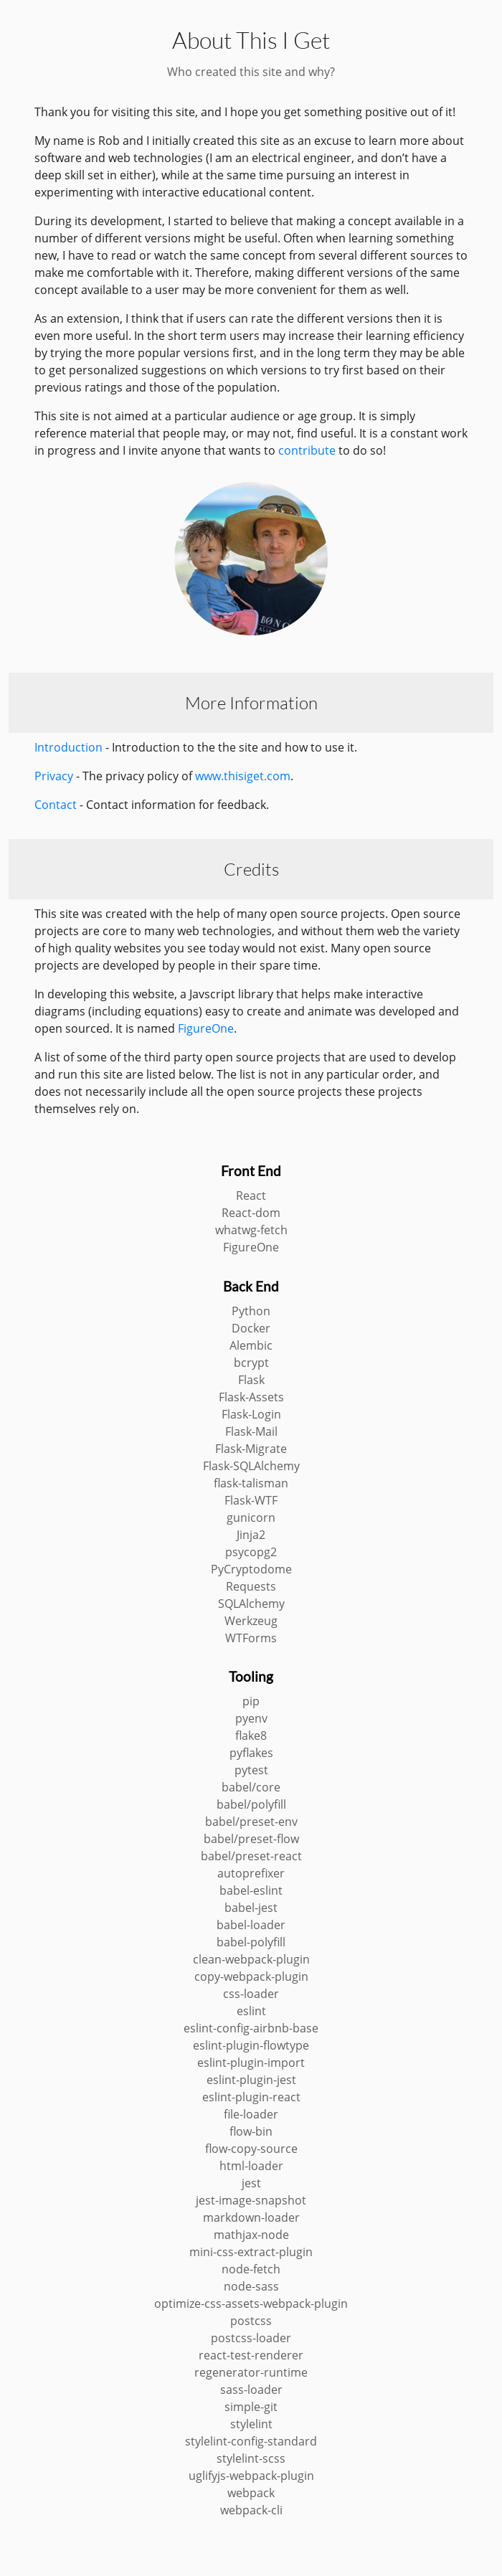 About This I Get
Who created this site and why?
Thank you for visiting this site, and I hope you get something positive out of it!
My name is Rob and I initially created this site as an excuse to learn more about
software and web technologies (I am an electrical engineer, and don’t have a
deep skill set in either), while at the same time pursuing an interest in
experimenting with interactive educational content.
During its development, I started to believe that making a concept available in a
number of different versions might be useful. Often when learning something
new, I have to read or watch the same concept from several different sources to
make me comfortable with it. Therefore, making different versions of the same
concept available to a user may be more convenient for them as well.
As an extension, I think that if users can rate the different versions then it is
even more useful. In the short term users may increase their learning efficiency
by trying the more popular versions first, and in the long term they may be able
to get personalized suggestions on which versions to try first based on their
previous ratings and those of the population.
This site is not aimed at a particular audience or age group. It is simply
reference material that people may, or may not, find useful. It is a constant work
in progress and I invite anyone that wants to contribute to do so!
More Information
Introduction - Introduction to the the site and how to use it.
Privacy - The privacy policy of www.thisiget.com.
Contact - Contact information for feedback.
Credits
This site was created with the help of many open source projects. Open source
projects are core to many web technologies, and without them web the variety
of high quality websites you see today would not exist. Many open source
projects are developed by people in their spare time.
In developing this website, a Javscript library that helps make interactive
diagrams (including equations) easy to create and animate was developed and
open sourced. It is named FigureOne.
A list of some of the third party open source projects that are used to develop
and run this site are listed below. The list is not in any particular order, and
does not necessarily include all the open source projects these projects
themselves rely on.
Front End
React
React-dom
whatwg-fetch
FigureOne
Back End
Python
Docker
Alembic
bcrypt
Flask
Flask-Assets
Flask-Login
Flask-Mail
Flask-Migrate
Flask-SQLAlchemy
flask-talisman
Flask-WTF
gunicorn
Jinja2
psycopg2
PyCryptodome
Requests
SQLAlchemy
Werkzeug
WTForms
Tooling
pip
pyenv
flake8
pyflakes
pytest
babel/core
babel/polyfill
babel/preset-env
babel/preset-flow
babel/preset-react
autoprefixer
babel-eslint
babel-jest
babel-loader
babel-polyfill
clean-webpack-plugin
copy-webpack-plugin
css-loader
eslint
eslint-config-airbnb-base
eslint-plugin-flowtype
eslint-plugin-import
eslint-plugin-jest
eslint-plugin-react
file-loader
flow-bin
flow-copy-source
html-loader
jest
jest-image-snapshot
markdown-loader
mathjax-node
mini-css-extract-plugin
node-fetch
node-sass
optimize-css-assets-webpack-plugin
postcss
postcss-loader
react-test-renderer
regenerator-runtime
sass-loader
simple-git
stylelint
stylelint-config-standard
stylelint-scss
uglifyjs-webpack-plugin
webpack
webpack-cli